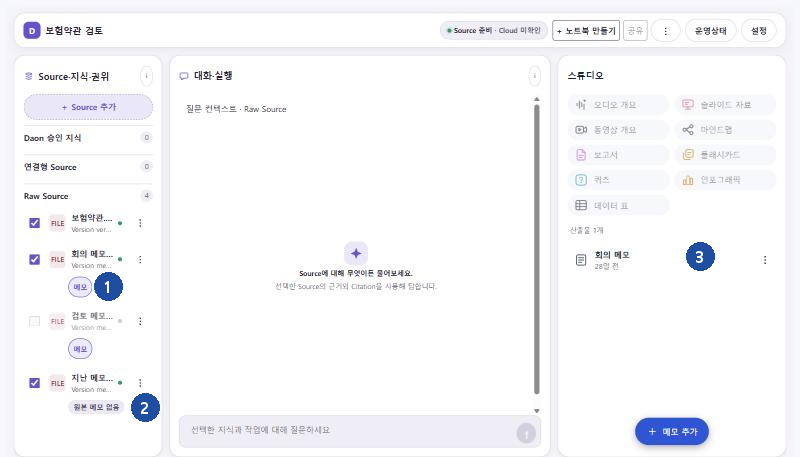 D 보험약관 검토
Source 준비 · Cloud 미확인
+ 노트북 만들기
공유
운영상태
설정
Source·지식·권위
i
+ Source 추가
Daon 승인 지식 0
연결형 Source 0
Raw Source 4
FILE 보험약관....
Version ver...
FILE 회의 메모...
Version me...
메모 1
FILE 검토 메모...
Version me...
메모
FILE 지난 메모...
Version me...
원본 메모 없음 2
대화·실행
i
질문 컨텍스트 · Raw Source
Source에 대해 무엇이든 물어보세요.
선택한 Source의 근거와 Citation을 사용해 답합니다.
선택한 지식과 작업에 대해 질문하세요
스튜디오
오디오 개요
슬라이드 자료
동영상 개요
마인드맵
보고서
플래시카드
퀴즈
인포그래픽
데이터 표
산출물 1개
회의 메모
28일 전
3
+ 메모 추가